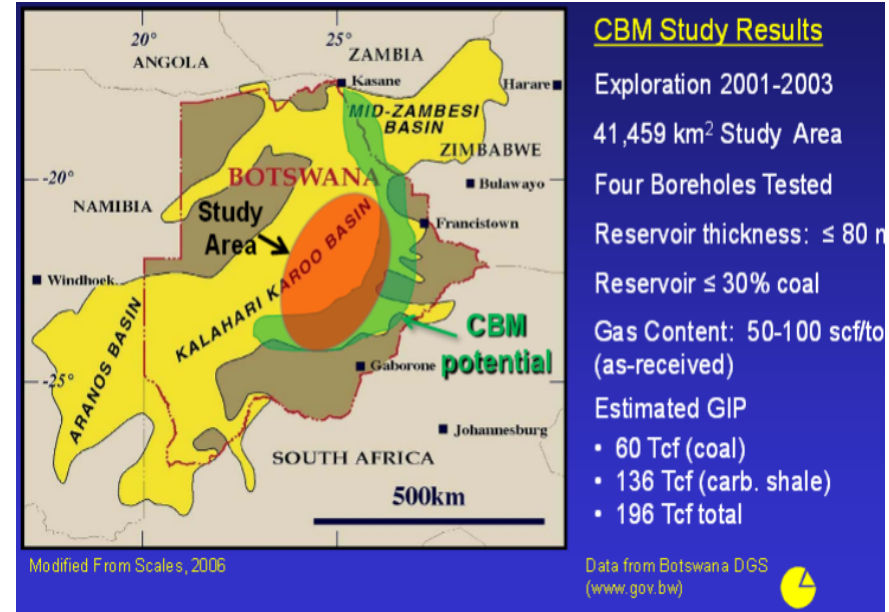 20°
25°
ANGOLA
ZAMBIA
Kasane
Harare
MID-ZAMBESI
BASIN
ZIMBABWE
-20°
BOTSWANA
Bulawayo
NAMIBIA
Study
Area
Francistown
Windhoek
KALAHARI KAROO BASIN
ARANOS BASIN
CBM
potential
Gaborone
-25°
Johannesburg
SOUTH AFRICA
500km
Modified From Scales, 2006
CBM Study Results
Exploration 2001-2003
41,459 km² Study Area
Four Boreholes Tested
Reservoir thickness: ≤ 80
Reservoir ≤ 30% coal
Gas Content: 50-100
(as-received)
Estimated GIP
• 60 Tcf (coal)
• 136 Tcf (carb. shale)
• 196 Tcf total
Data from Botswana DGS
(www.gov.bw)